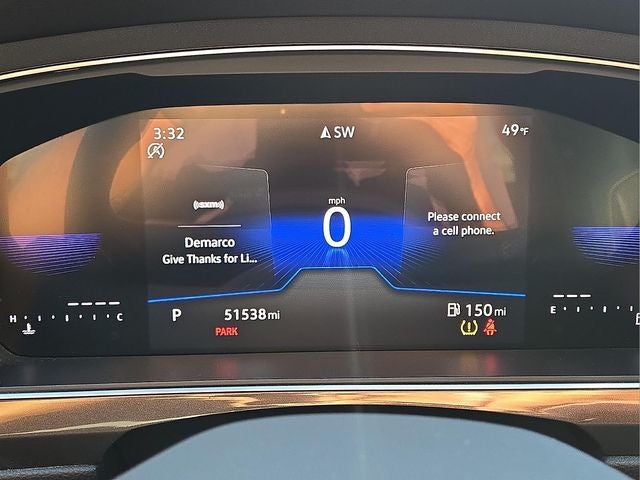 3:32
SW
49°F
((sxm))
mph
0
Demarco
Give Thanks for Li...
Please connect
a cell phone.
H C
P
51538 mi
PARK
150 mi
E